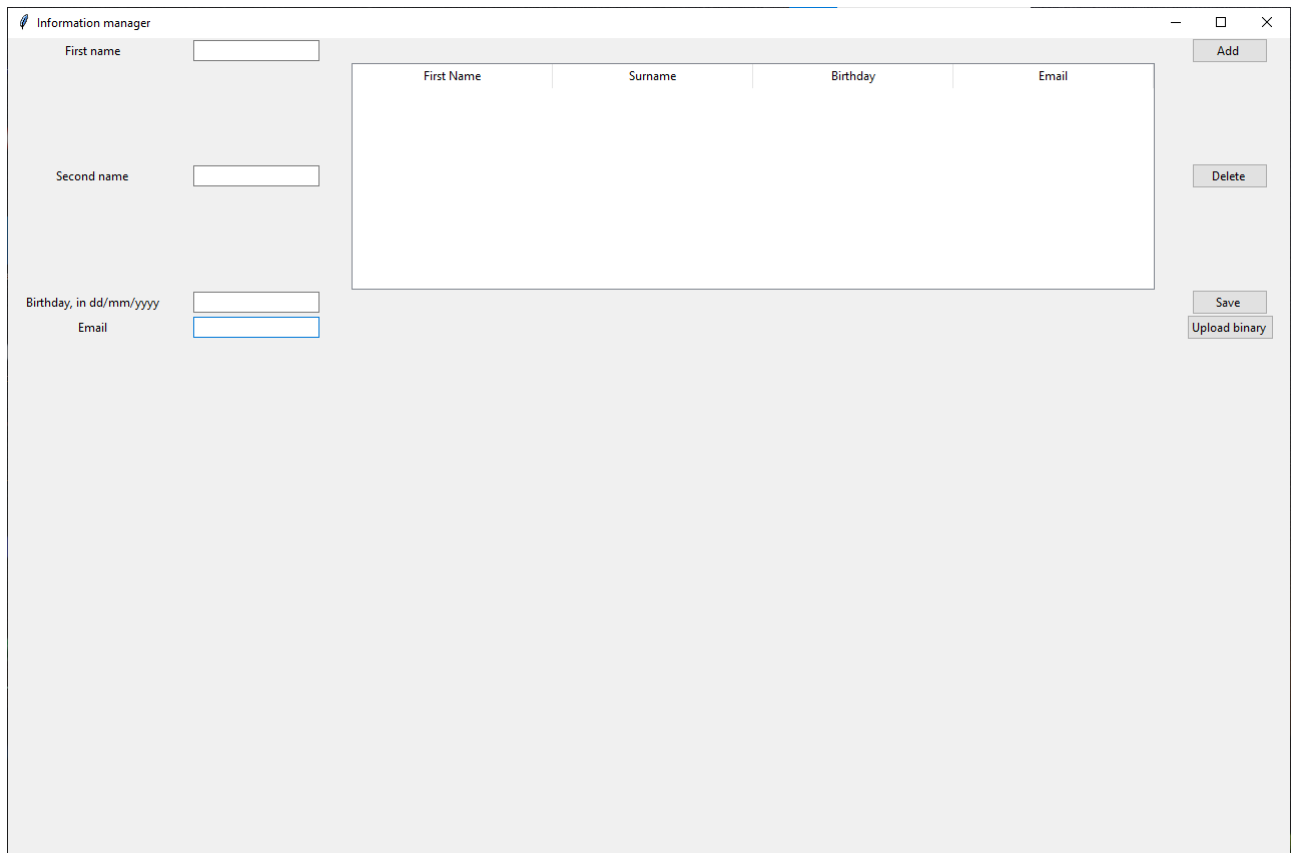 Information manager
First name Add
First Name Surname Birthday Email
Second name Delete
Birthday, in dd/mm/yyyy Save
Email Upload binary